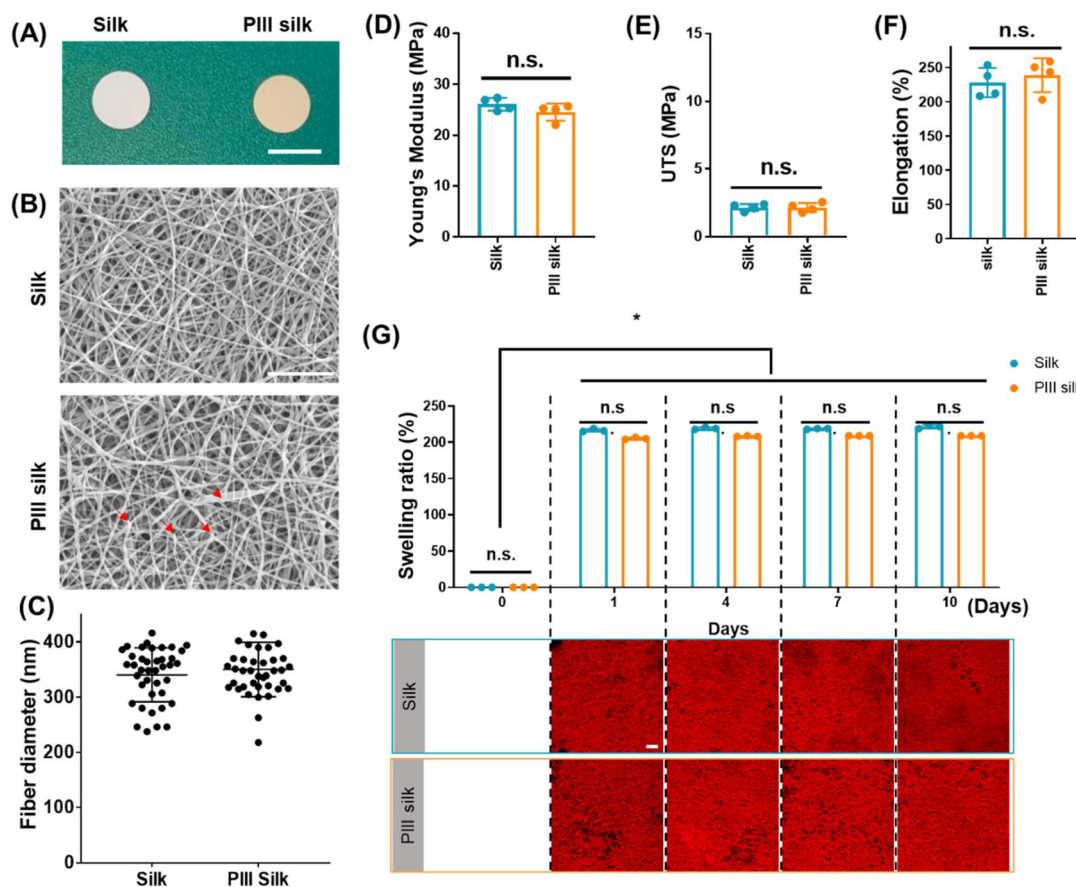 (A)
Silk
PIII silk
(B)
Silk
PIII silk
(C)
Fiber diameter (nm)
400
300
200
100
0
Silk
PIII Silk
(D)
Young's Modulus (MPa)
40
30
20
10
0
n.s.
Silk
PIII silk
(E)
UTS (MPa)
15
10
5
0
n.s.
Silk
PIII silk
(F)
Elongation (%)
250
200
150
100
50
0
n.s.
silk
PIII silk
(G)
*
Silk
PIII silk
Swelling ratio (%)
250
200
150
100
50
0
n.s.
n.s
n.s
n.s
n.s
0
1
4
7
10
(Days)
Days
Silk
PIII silk